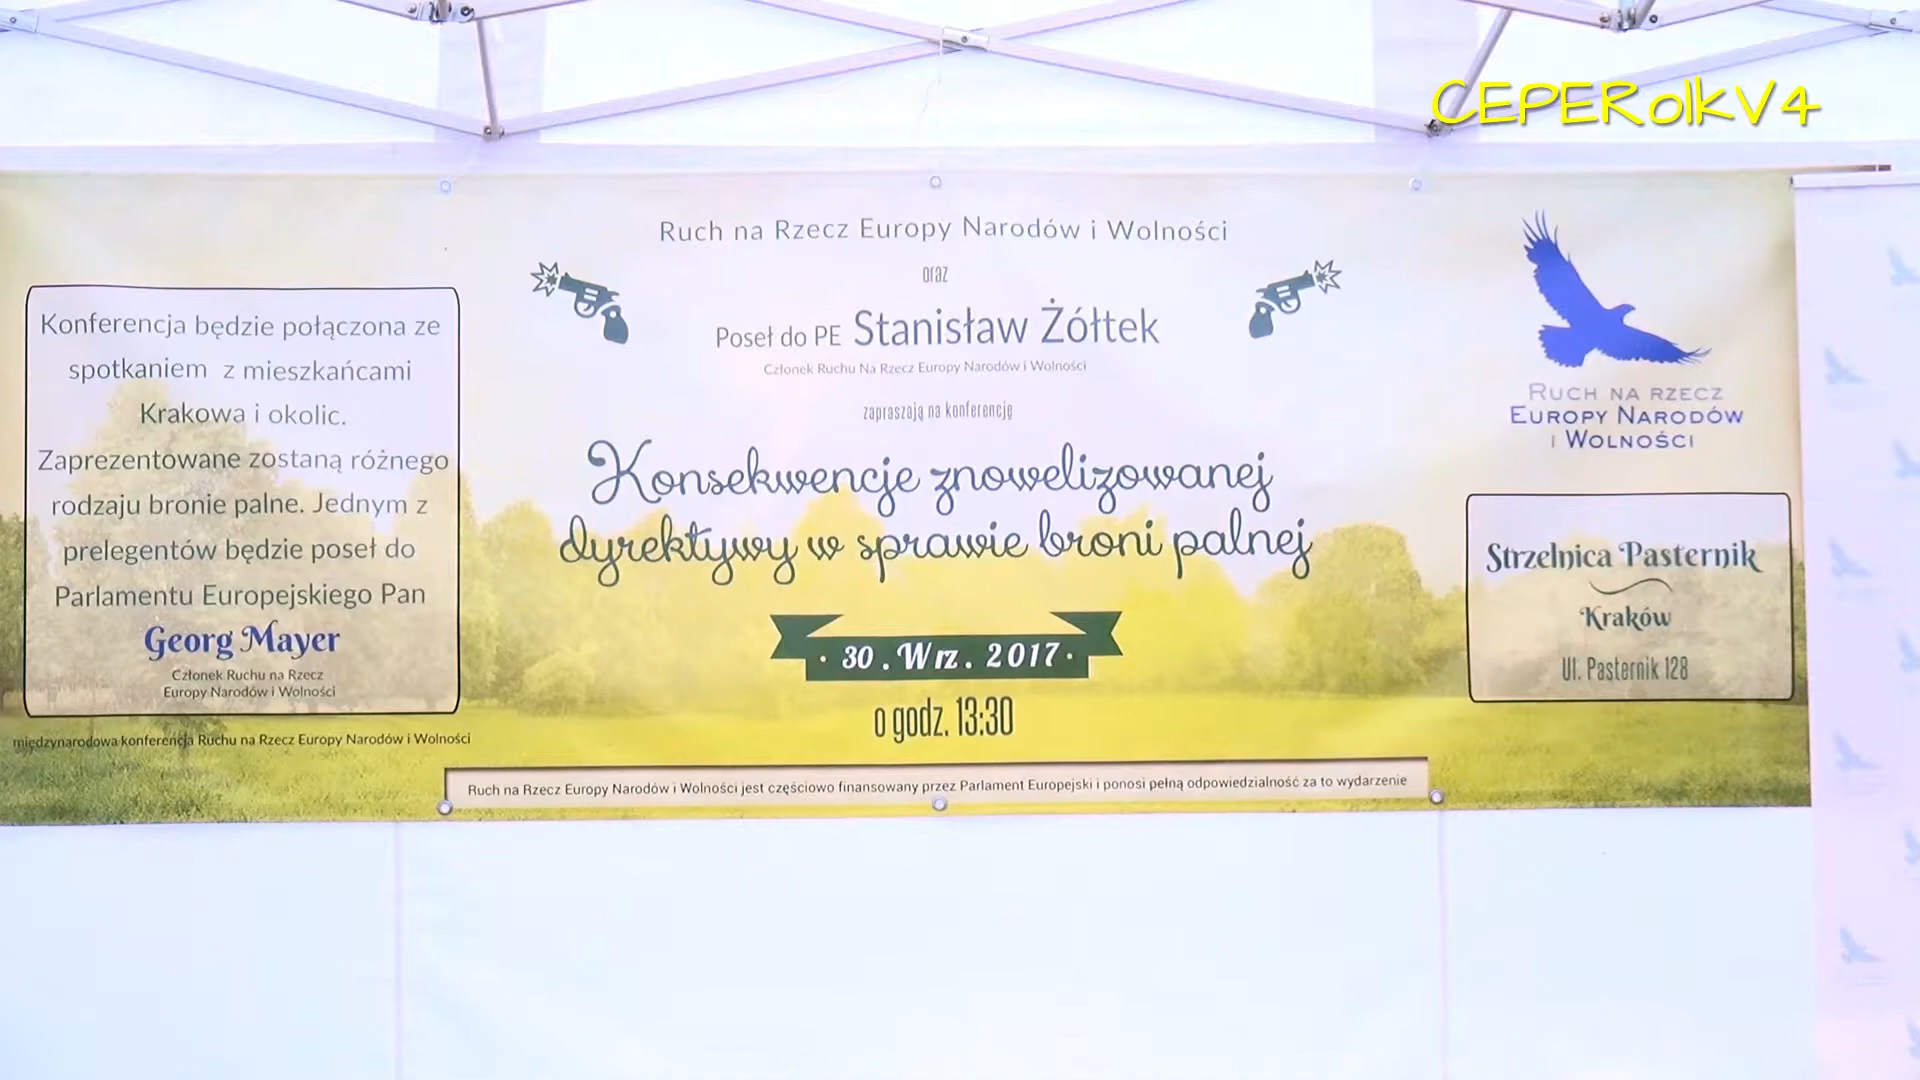 CEPERolkV4
Ruch na Rzecz Europy Narodów i Wolności
oraz
Poseł do PE Stanisław Żółtek
Członek Ruchu Na Rzecz Europy Narodów i Wolności
zapraszają na konferencję
Konsekwencje znowelizowanej
dyrektywy w sprawie broni palnej
30. Wrz. 2017
o godz. 13:30
Konferencja będzie połączona ze
spotkaniem z mieszkańcami
Krakowa i okolic.
Zaprezentowane zostaną różnego
rodzaju bronie palne. Jednym z
prelegentów będzie poseł do
Parlamentu Europejskiego Pan
Georg Mayer
Członek Ruchu na Rzecz
Europy Narodów i Wolności
międzynarodowa konferencja Ruchu na Rzecz Europy Narodów i Wolności
RUCH NA RZECZ
EUROPY NARODÓW
I WOLNOŚCI
Strzelnica Pasternik
Kraków
Ul. Pasternik 128
Ruch na Rzecz Europy Narodów i Wolności jest częściowo finansowany przez Parlament Europejski i ponosi pełną odpowiedzialność za to wydarzenie